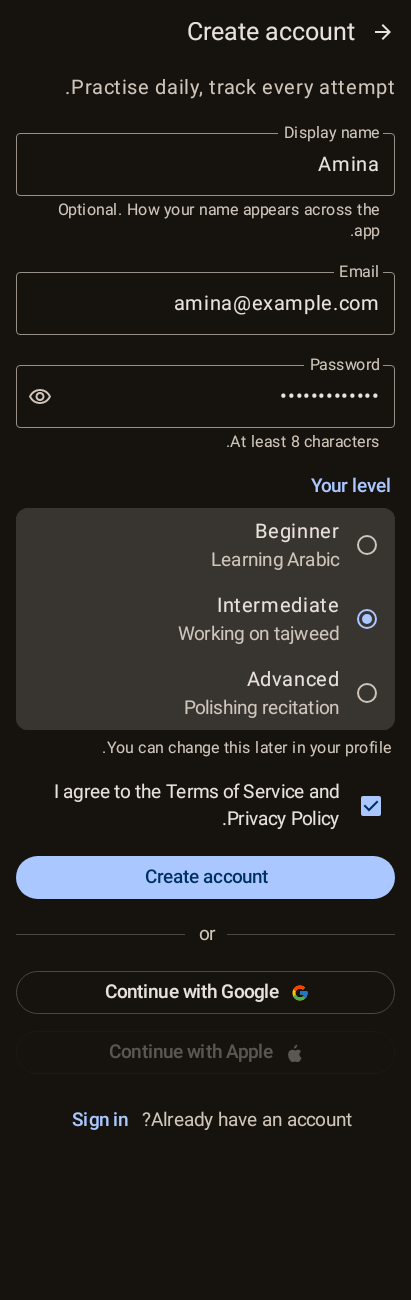 Create account
.Practise daily, track every attempt
Display name
Amina
Optional. How your name appears across the
.app
Email
amina@example.com
Password
•••••••••••••
.At least 8 characters
Your level
Beginner
Learning Arabic
Intermediate
Working on tajweed
Advanced
Polishing recitation
.You can change this later in your profile
I agree to the Terms of Service and
.Privacy Policy
Create account
or
Continue with Google
Continue with Apple
Sign in ?Already have an account